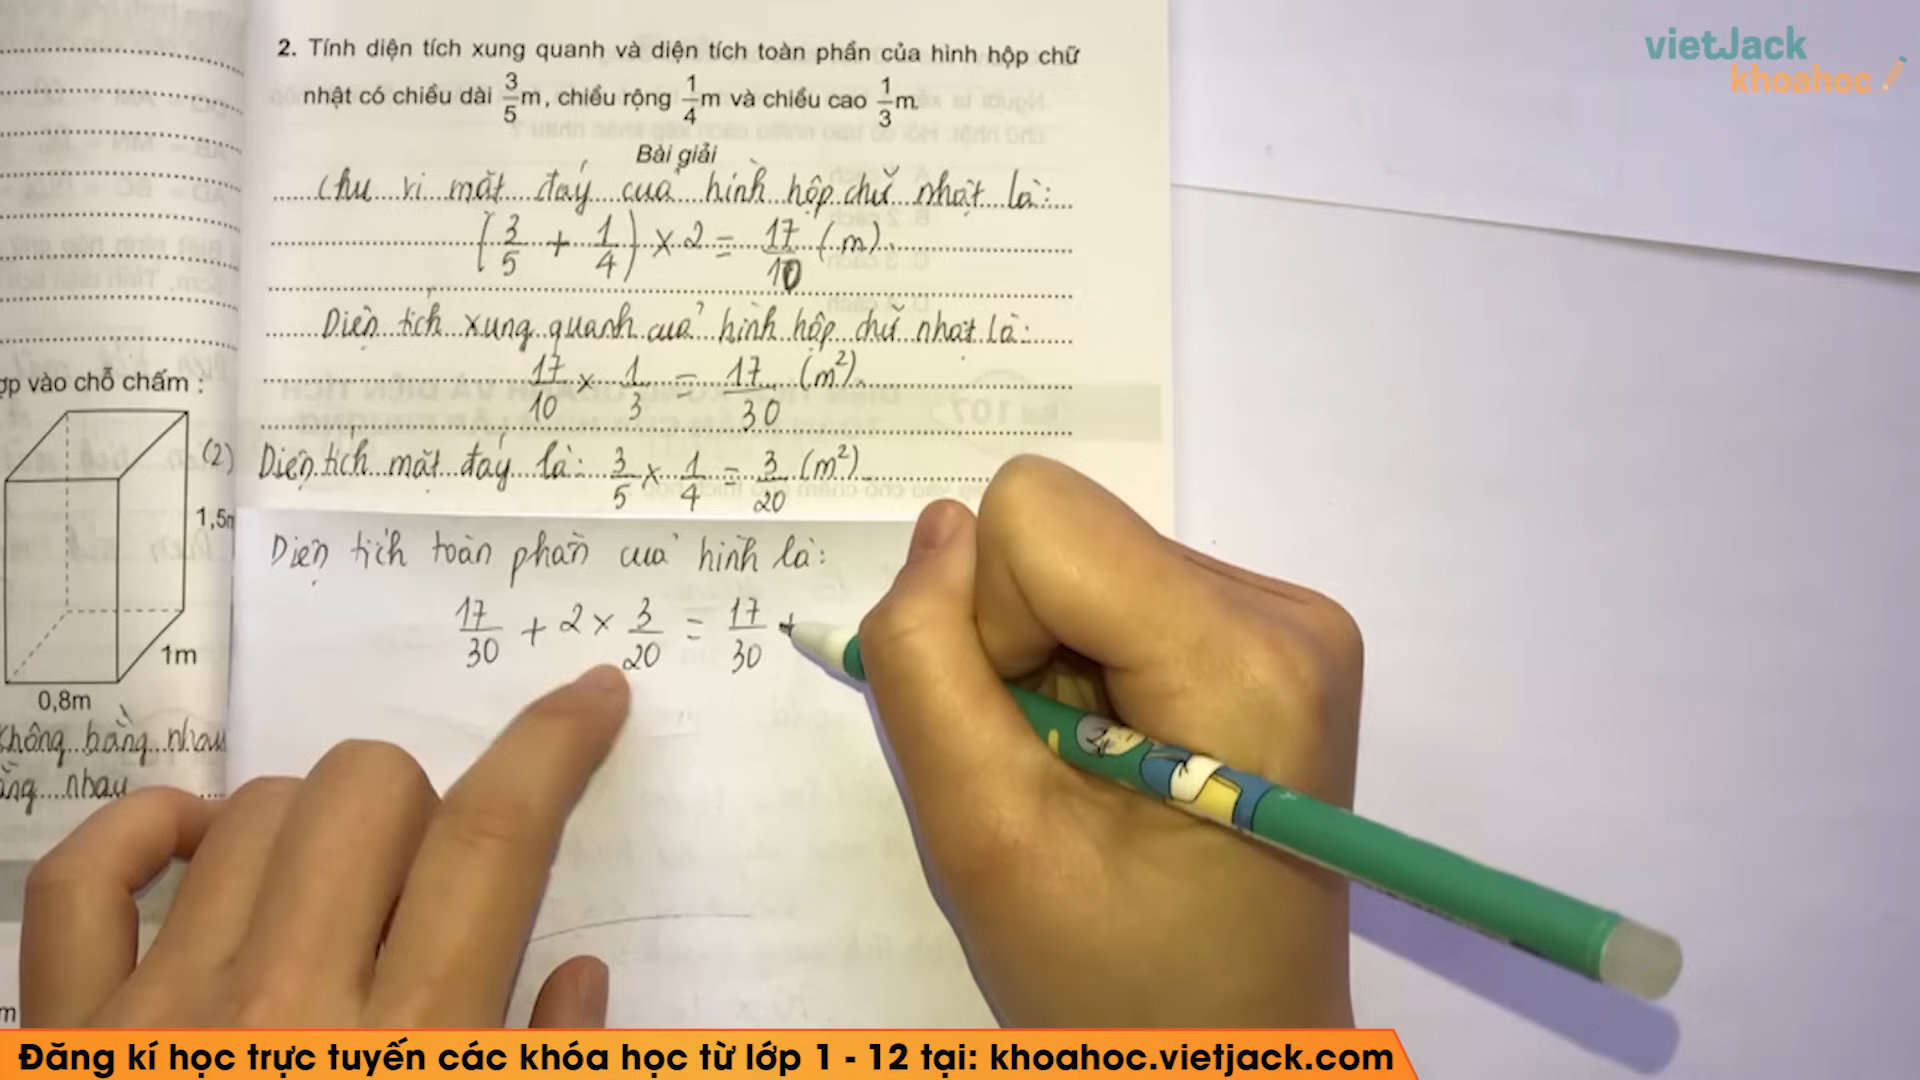 vietJack
khoahoc
2. Tính diện tích xung quanh và diện tích toàn phần của hình hộp chữ
nhật có chiều dài 3/5 m, chiều rộng 1/4 m và chiều cao 1/3 m.
Bài giải
Chu vi mặt đáy của hình hộp chữ nhật là:
(3/5 + 1/4) × 2 = 17/10 (m).
Diện tích xung quanh của hình hộp chữ nhật là:
17/10 × 1/3 = 17/30 (m²).
Diện tích mặt đáy là: 3/5 × 1/4 = 3/20 (m²)
Diện tích toàn phần của hình là:
17/30 + 2 × 3/20 = 17/30 +
ợp vào chỗ chấm :
(2)
1,5m
1m
0,8m
không bằng nhau
ằng nhau
m
Đăng kí học trực tuyến các khóa học từ lớp 1 - 12 tại: khoahoc.vietjack.com